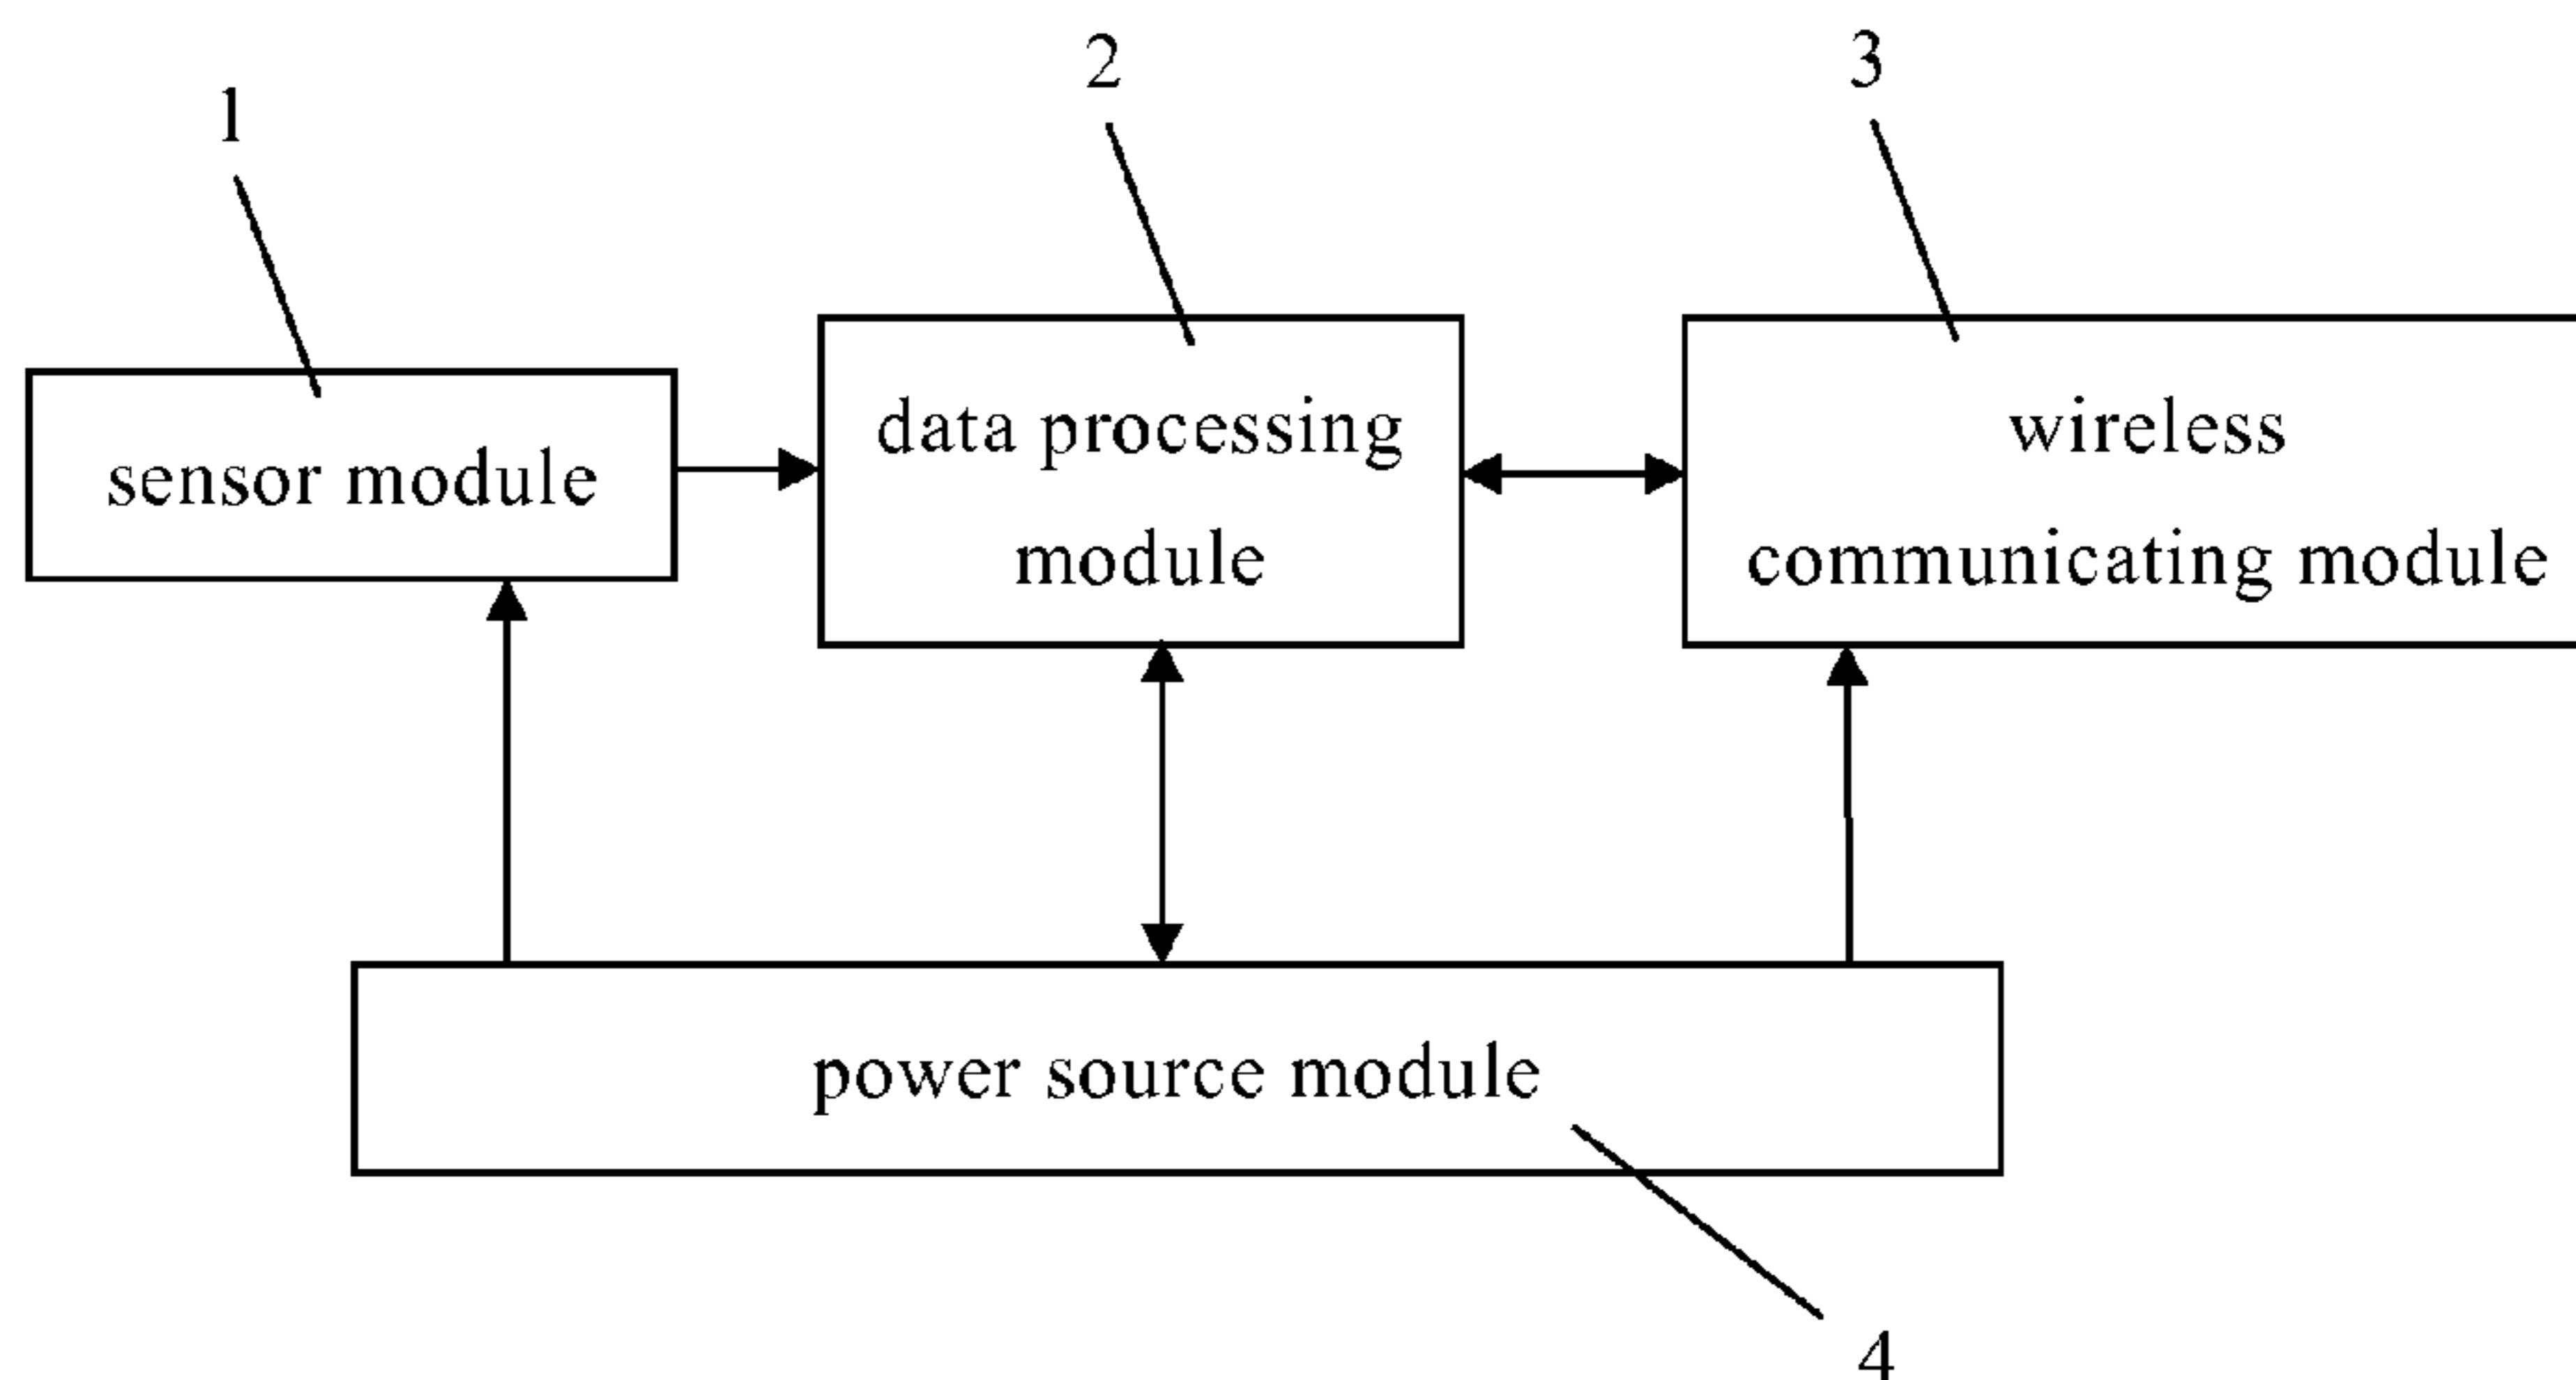 1
2
3
sensor module
data processing
module
wireless
communicating module
power source module
4